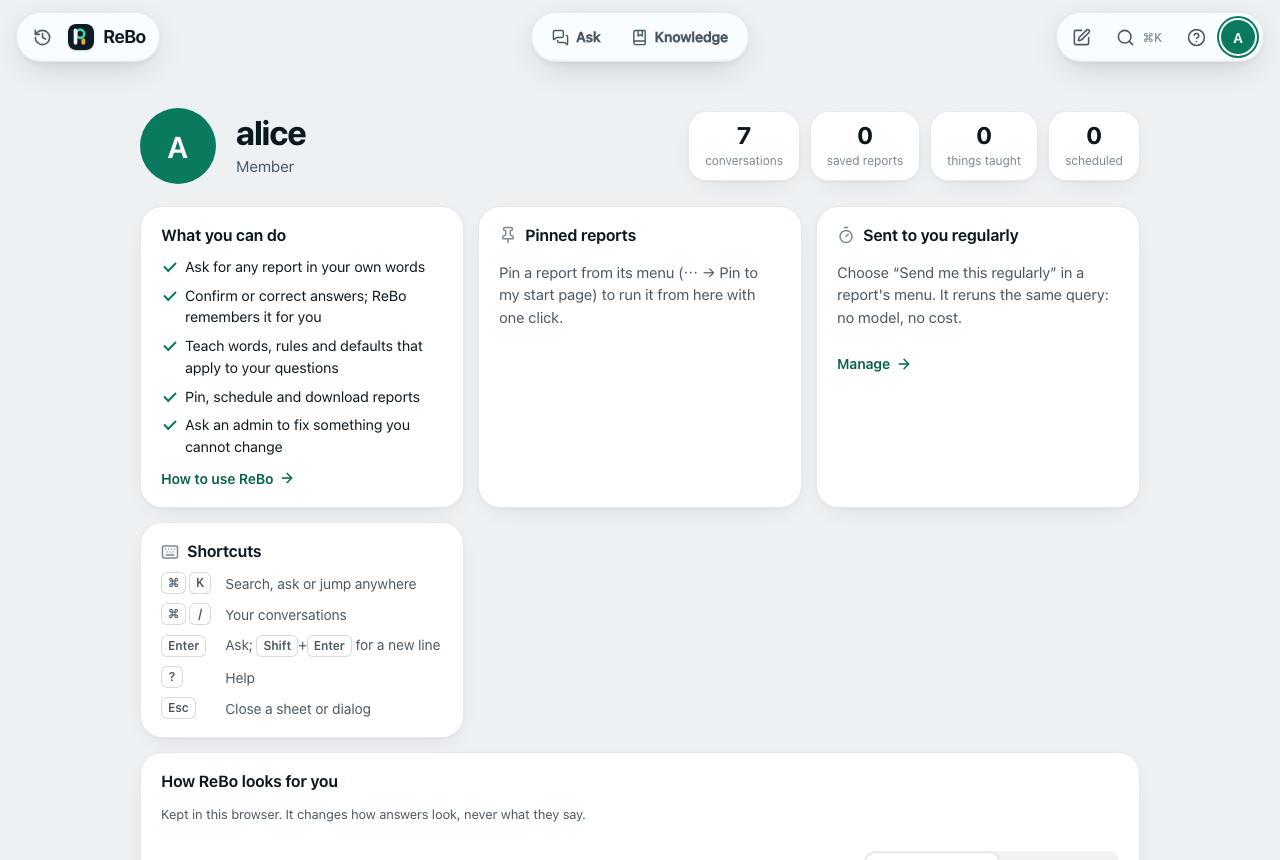 ReBo
Ask
Knowledge
⌘K
A
A
alice
Member
7
conversations
0
saved reports
0
things taught
0
scheduled
What you can do
Ask for any report in your own words
Confirm or correct answers; ReBo
remembers it for you
Teach words, rules and defaults that
apply to your questions
Pin, schedule and download reports
Ask an admin to fix something you
cannot change
How to use ReBo →
Pinned reports
Pin a report from its menu (⋯ → Pin to
my start page) to run it from here with
one click.
Sent to you regularly
Choose “Send me this regularly” in a
report's menu. It reruns the same query:
no model, no cost.
Manage →
Shortcuts
⌘ K Search, ask or jump anywhere
⌘ / Your conversations
Enter Ask; Shift+Enter for a new line
? Help
Esc Close a sheet or dialog
How ReBo looks for you
Kept in this browser. It changes how answers look, never what they say.